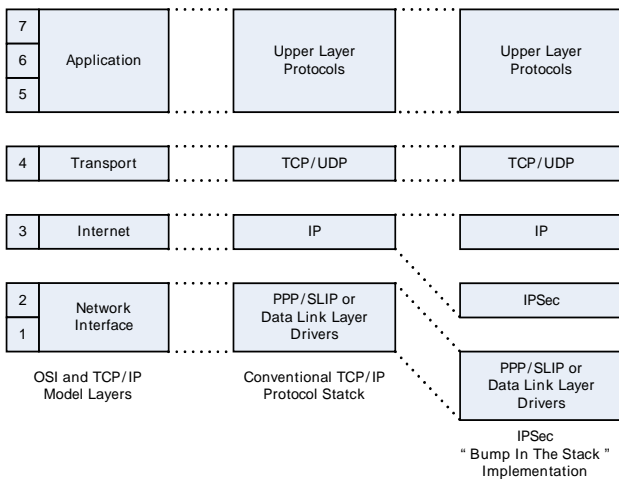 7
6
5
Application
Upper Layer
Protocols
Upper Layer
Protocols
4
Transport
TCP/UDP
TCP/UDP
3
Internet
IP
IP
2
1
Network
Interface
PPP/SLIP or
Data Link Layer
Drivers
IPSec
PPP/SLIP or
Data Link Layer
Drivers
OSI and TCP/IP
Model Layers
Conventional TCP/IP
Protocol Statck
IPSec
“ Bump In The Stack ”
Implementation